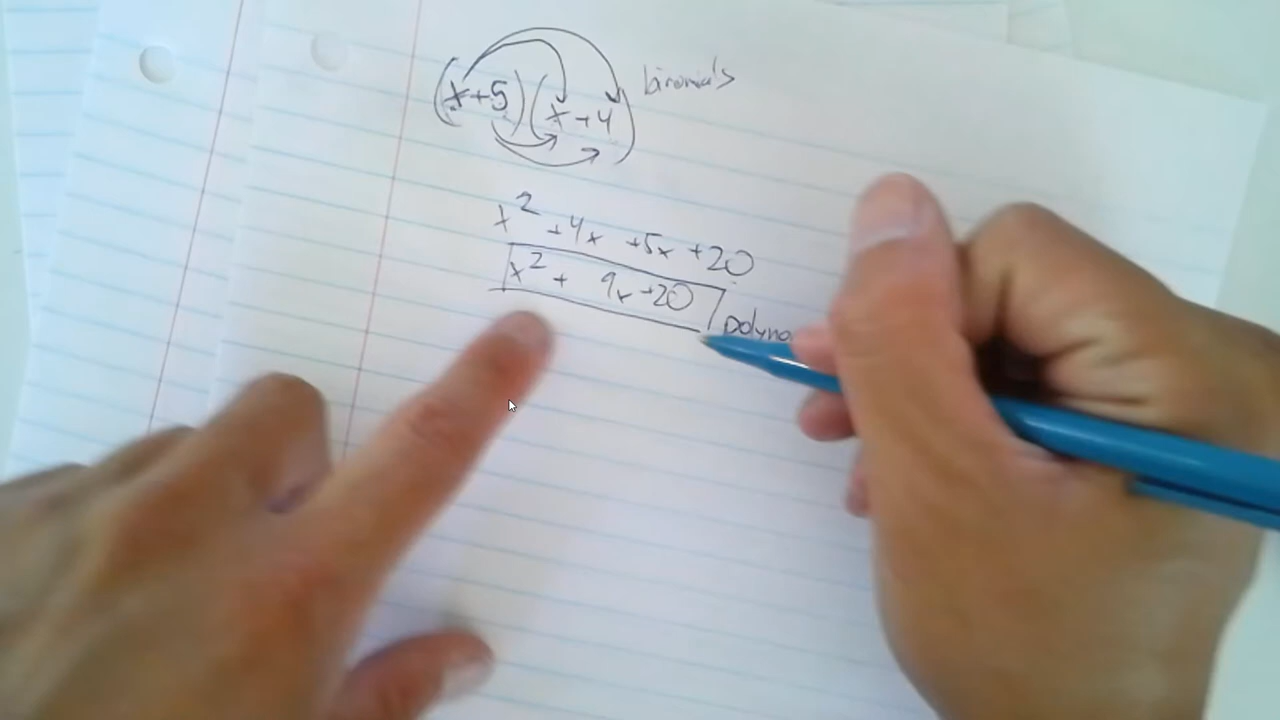 (x+5)(x+4) binomials
x² +4x +5x +20
x² + 9x +20
polyno